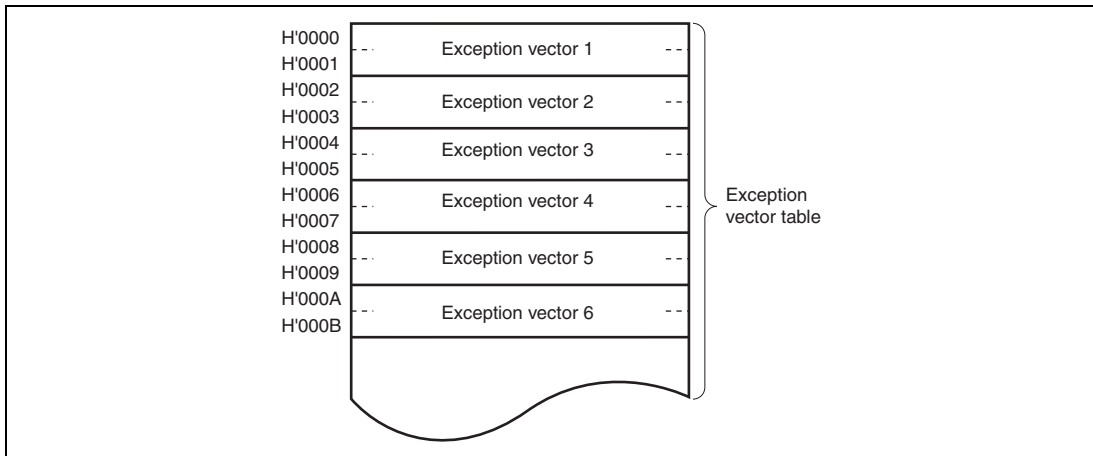 H'0000
Exception vector 1
H'0001
H'0002
Exception vector 2
H'0003
H'0004
Exception vector 3
H'0005
H'0006
Exception vector 4
H'0007
H'0008
Exception vector 5
H'0009
H'000A
Exception vector 6
H'000B
Exception
vector table